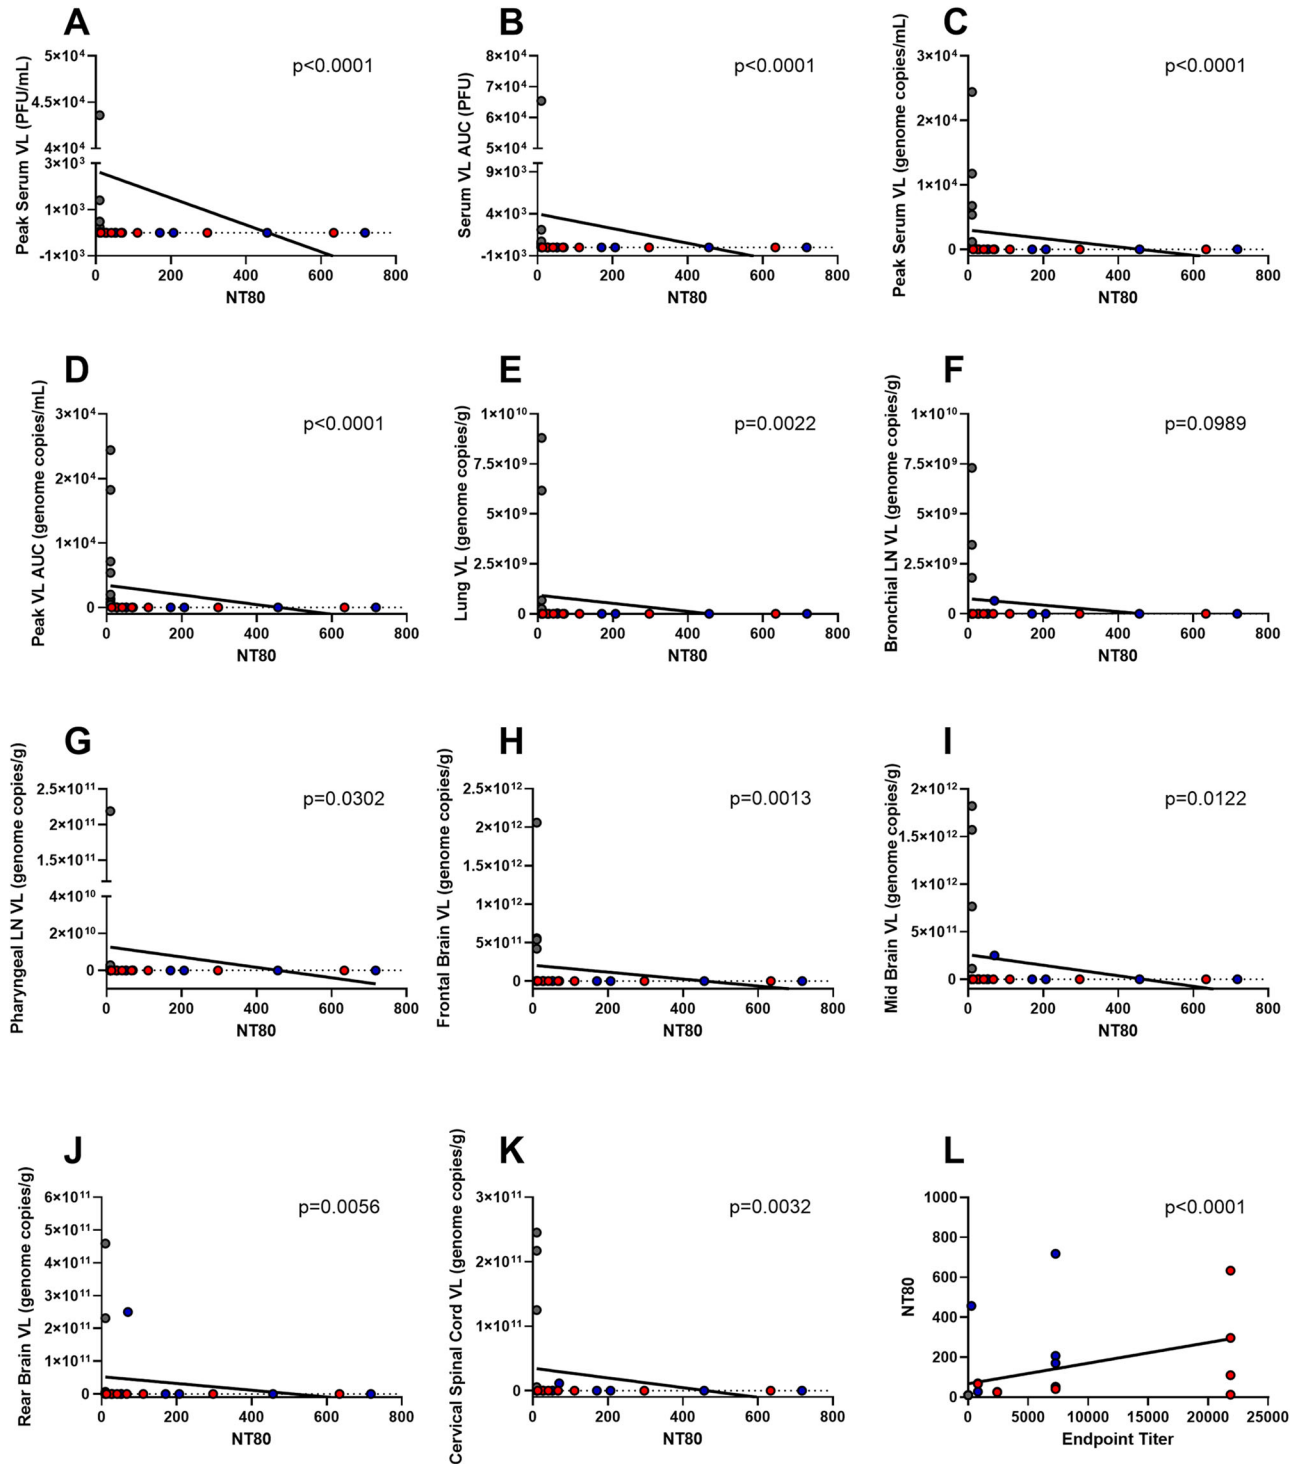 A
Peak Serum VL (PFU/mL)
5×10⁴
4.5×10⁴
4×10⁴
3×10³
1×10³
-1×10³
p<0.0001
0 200 400 600 800
NT80
B
Serum VL AUC (PFU)
8×10⁴
7×10⁴
6×10⁴
5×10⁴
9×10³
4×10³
-1×10³
p<0.0001
0 200 400 600 800
NT80
C
Peak Serum VL (genome copies/mL)
3×10⁴
2×10⁴
1×10⁴
0
p<0.0001
0 200 400 600 800
NT80
D
Peak VL AUC (genome copies/mL)
3×10⁴
2×10⁴
1×10⁴
0
p<0.0001
0 200 400 600 800
NT80
E
Lung VL (genome copies/g)
1×10¹⁰
7.5×10⁹
5×10⁹
2.5×10⁹
0
p=0.0022
0 200 400 600 800
NT80
F
Bronchial LN VL (genome copies/g)
1×10¹⁰
7.5×10⁹
5×10⁹
2.5×10⁹
0
p=0.0989
0 200 400 600 800
NT80
G
Pharyngeal LN VL (genome copies/g)
2.5×10¹¹
2×10¹¹
1.5×10¹¹
4×10¹⁰
2×10¹⁰
0
p=0.0302
0 200 400 600 800
NT80
H
Frontal Brain VL (genome copies/g)
2.5×10¹²
2×10¹²
1.5×10¹²
1×10¹²
5×10¹¹
0
p=0.0013
0 200 400 600 800
NT80
I
Mid Brain VL (genome copies/g)
2×10¹²
1.5×10¹²
1×10¹²
5×10¹¹
0
p=0.0122
0 200 400 600 800
NT80
J
Rear Brain VL (genome copies/g)
6×10¹¹
5×10¹¹
4×10¹¹
3×10¹¹
2×10¹¹
1×10¹¹
0
p=0.0056
0 200 400 600 800
NT80
K
Cervical Spinal Cord VL (genome copies/g)
3×10¹¹
2×10¹¹
1×10¹¹
0
p=0.0032
0 200 400 600 800
NT80
L
NT80
1000
800
600
400
200
0
p<0.0001
0 5000 10000 15000 20000 25000
Endpoint Titer